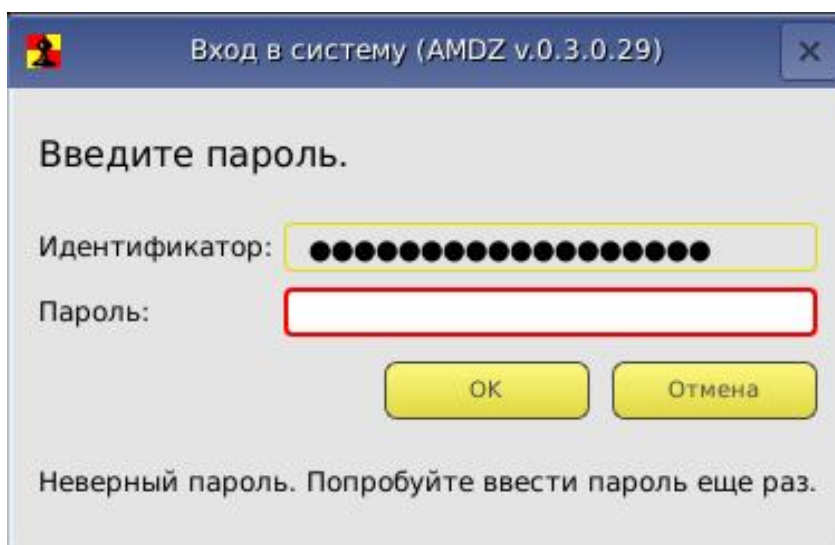 Вход в систему (AMDZ v.0.3.0.29)
Введите пароль.
Идентификатор: ●●●●●●●●●●●●●●●●●●
Пароль:
OK Отмена
Неверный пароль. Попробуйте ввести пароль еще раз.